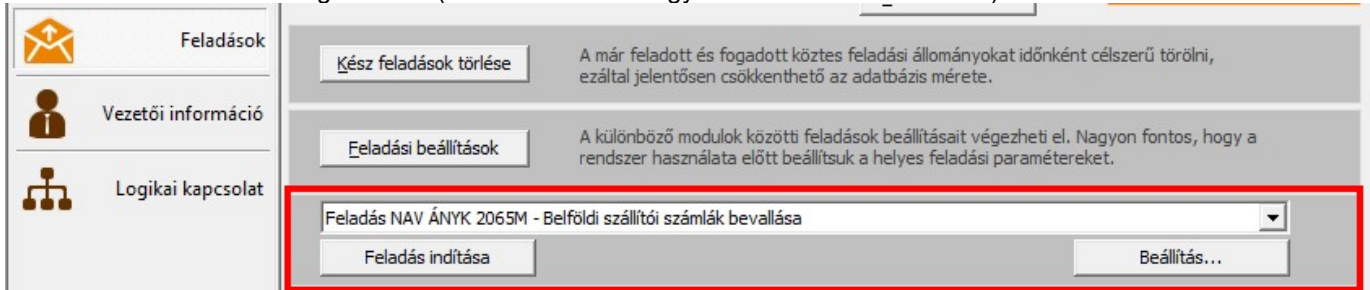 Feladások
Kész feladások törlése
A már feladott és fogadott köztes feladási állományokat időnként célszerű törölni,
ezáltal jelentősen csökkenthető az adatbázis mérete.
Vezetői információ
Feladási beállítások
A különböző modulok közötti feladások beállításait végezheti el. Nagyon fontos, hogy a
rendszer használata előtt beállítsuk a helyes feladási paramétereket.
Logikai kapcsolat
Feladás NAV ÁNYK 2065M - Belföldi szállítói számlák bevallása
Feladás indítása
Beállítás...